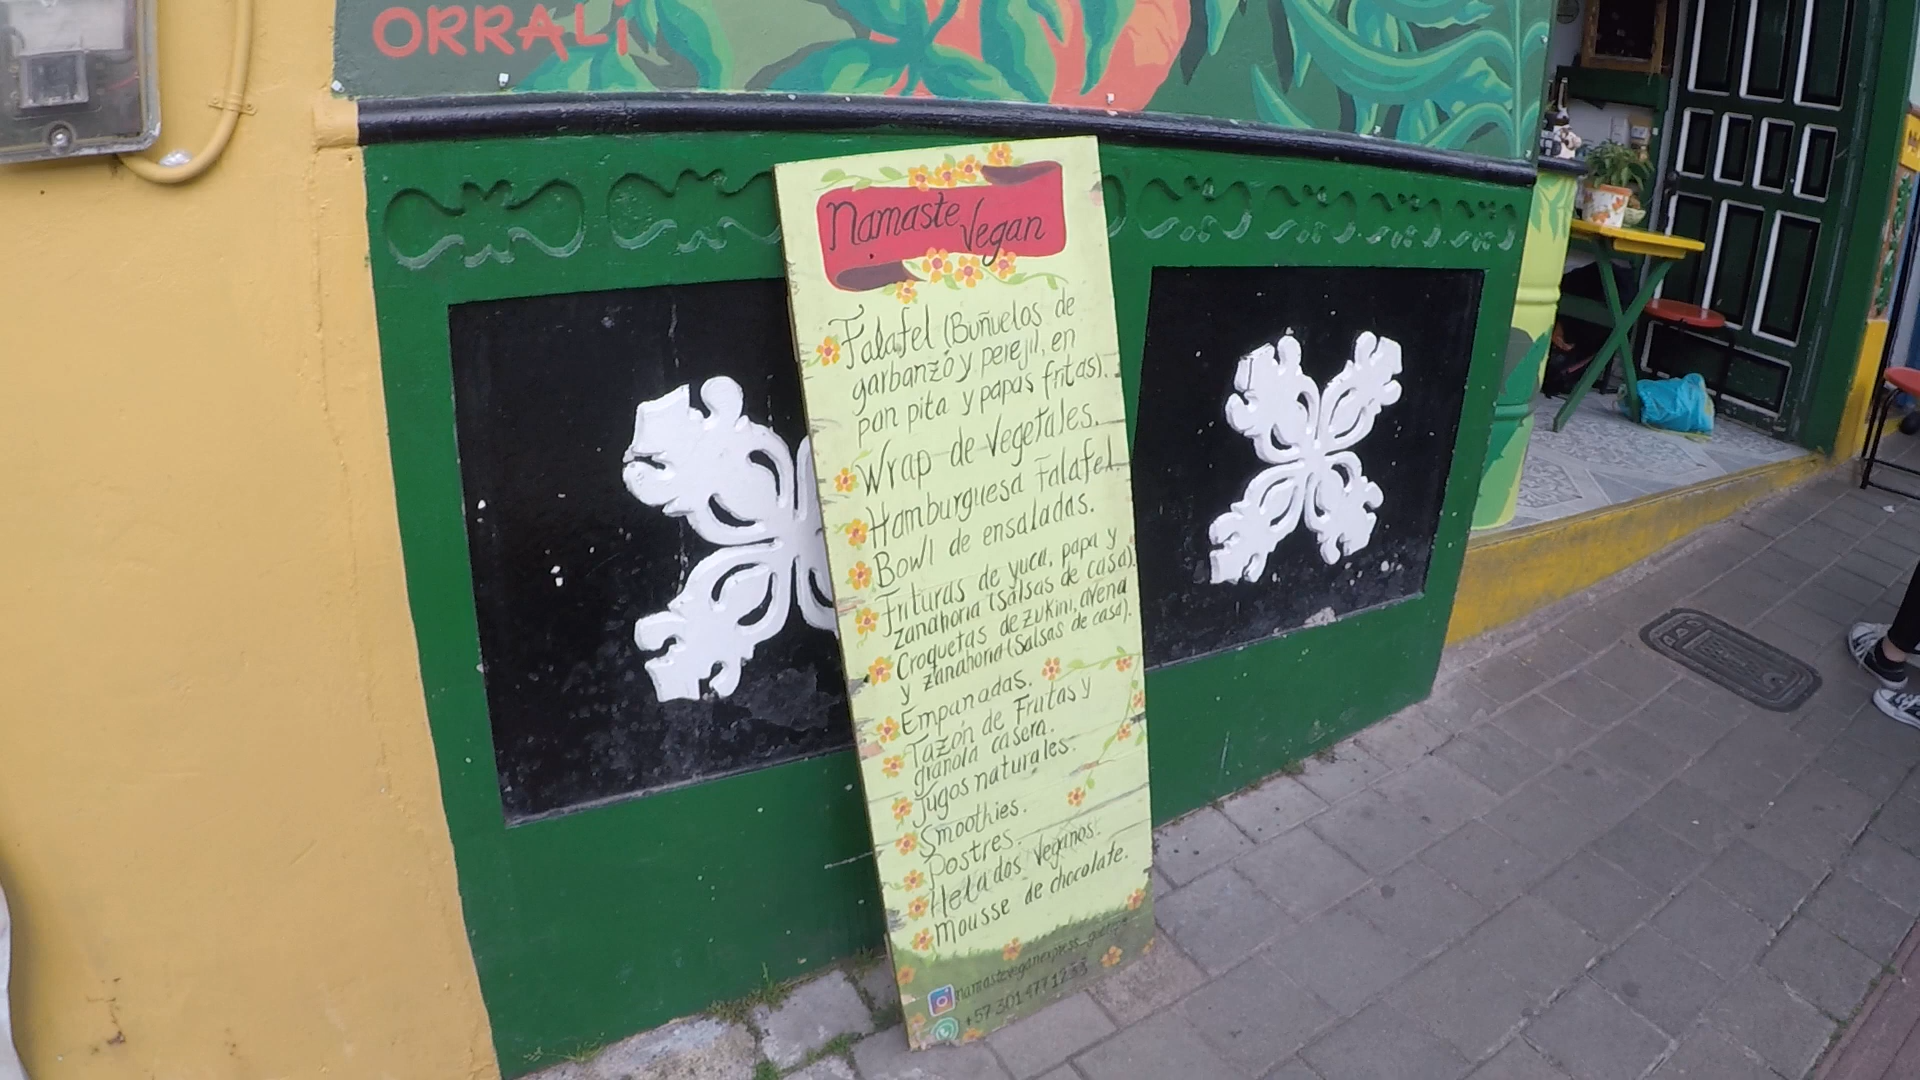 ORRALi
Namaste
Vegan
Falafel (Buñuelos de
garbanzó y perejil, en
pan pita y papas fritas).
Wrap de Vegetales.
Hamburguesa Falafel.
Bowl de ensaladas.
Frituras de yuca, papa y
zanahoria (salsas de casa).
Croquetas de zukini, avena
y zanahoria (Salsas de casa).
Empanadas.
Tazón de Frutas y
granola casera.
Jugos naturales.
Smoothies.
Postres.
Helados Veganos.
mousse de chocolate.
+57 301 477 1233